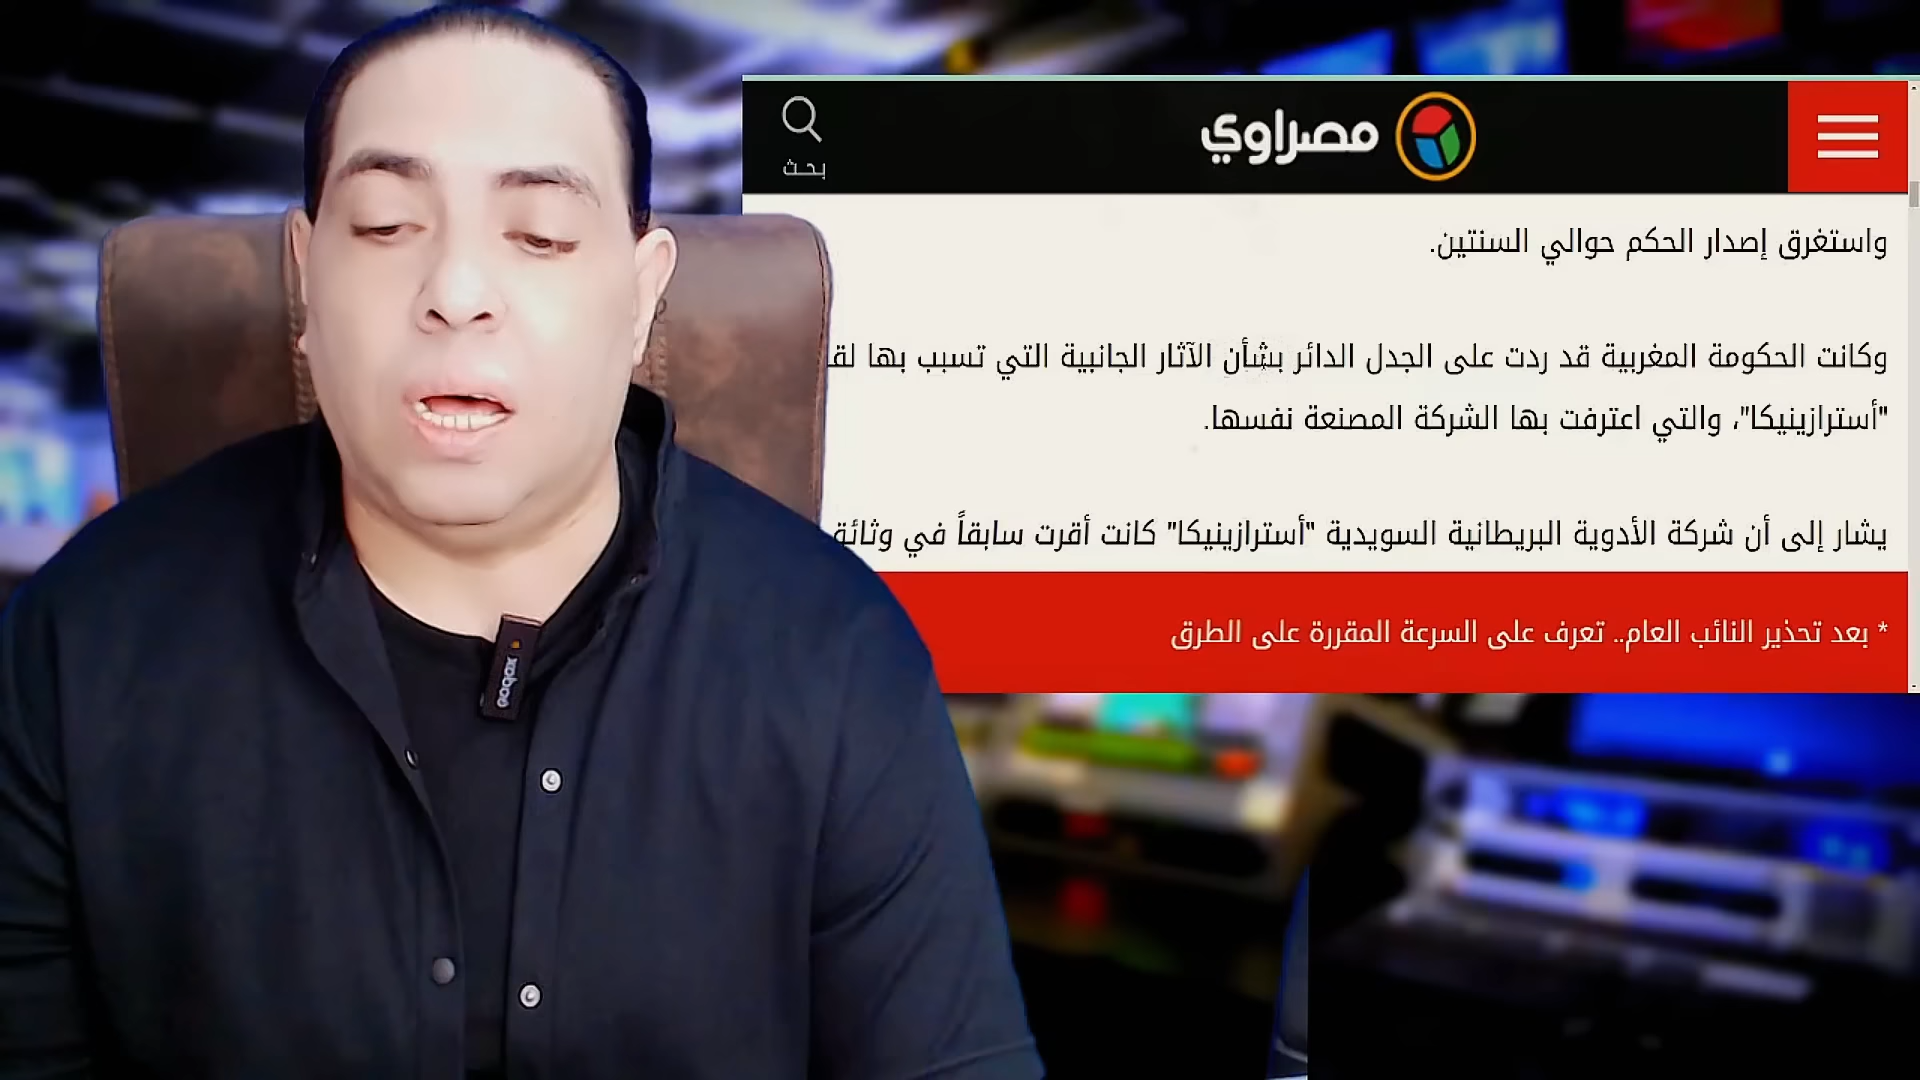 مصراوي
بحث
واستغرق إصدار الحكم حوالي السنتين.
وكانت الحكومة المغربية قد ردت على الجدل الدائر بشأن الآثار الجانبية التي تسبب بها
"أسترازينيكا"، والتي اعترفت بها الشركة المصنعة نفسها.
يشار إلى أن شركة الأدوية البريطانية السويدية "أسترازينيكا" كانت أقرت سابقاً في وثائق
* بعد تحذير النائب العام.. تعرف على السرعة المقررة على الطرق